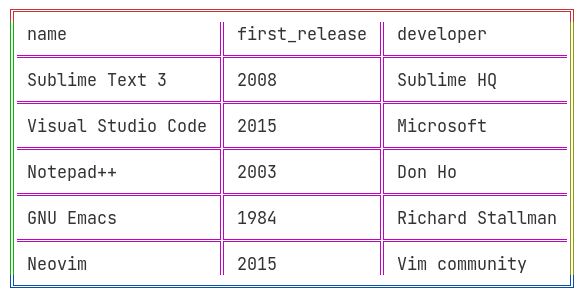 name first_release developer
Sublime Text 3 2008 Sublime HQ
Visual Studio Code 2015 Microsoft
Notepad++ 2003 Don Ho
GNU Emacs 1984 Richard Stallman
Neovim 2015 Vim community